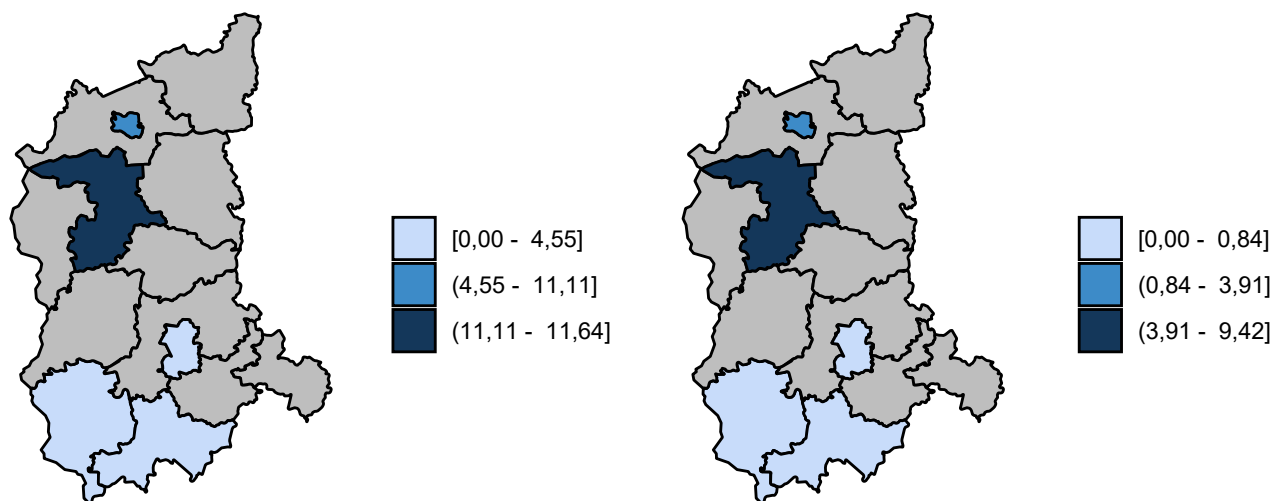 [0,00 - 4,55]
(4,55 - 11,11]
(11,11 - 11,64]
[0,00 - 0,84]
(0,84 - 3,91]
(3,91 - 9,42]